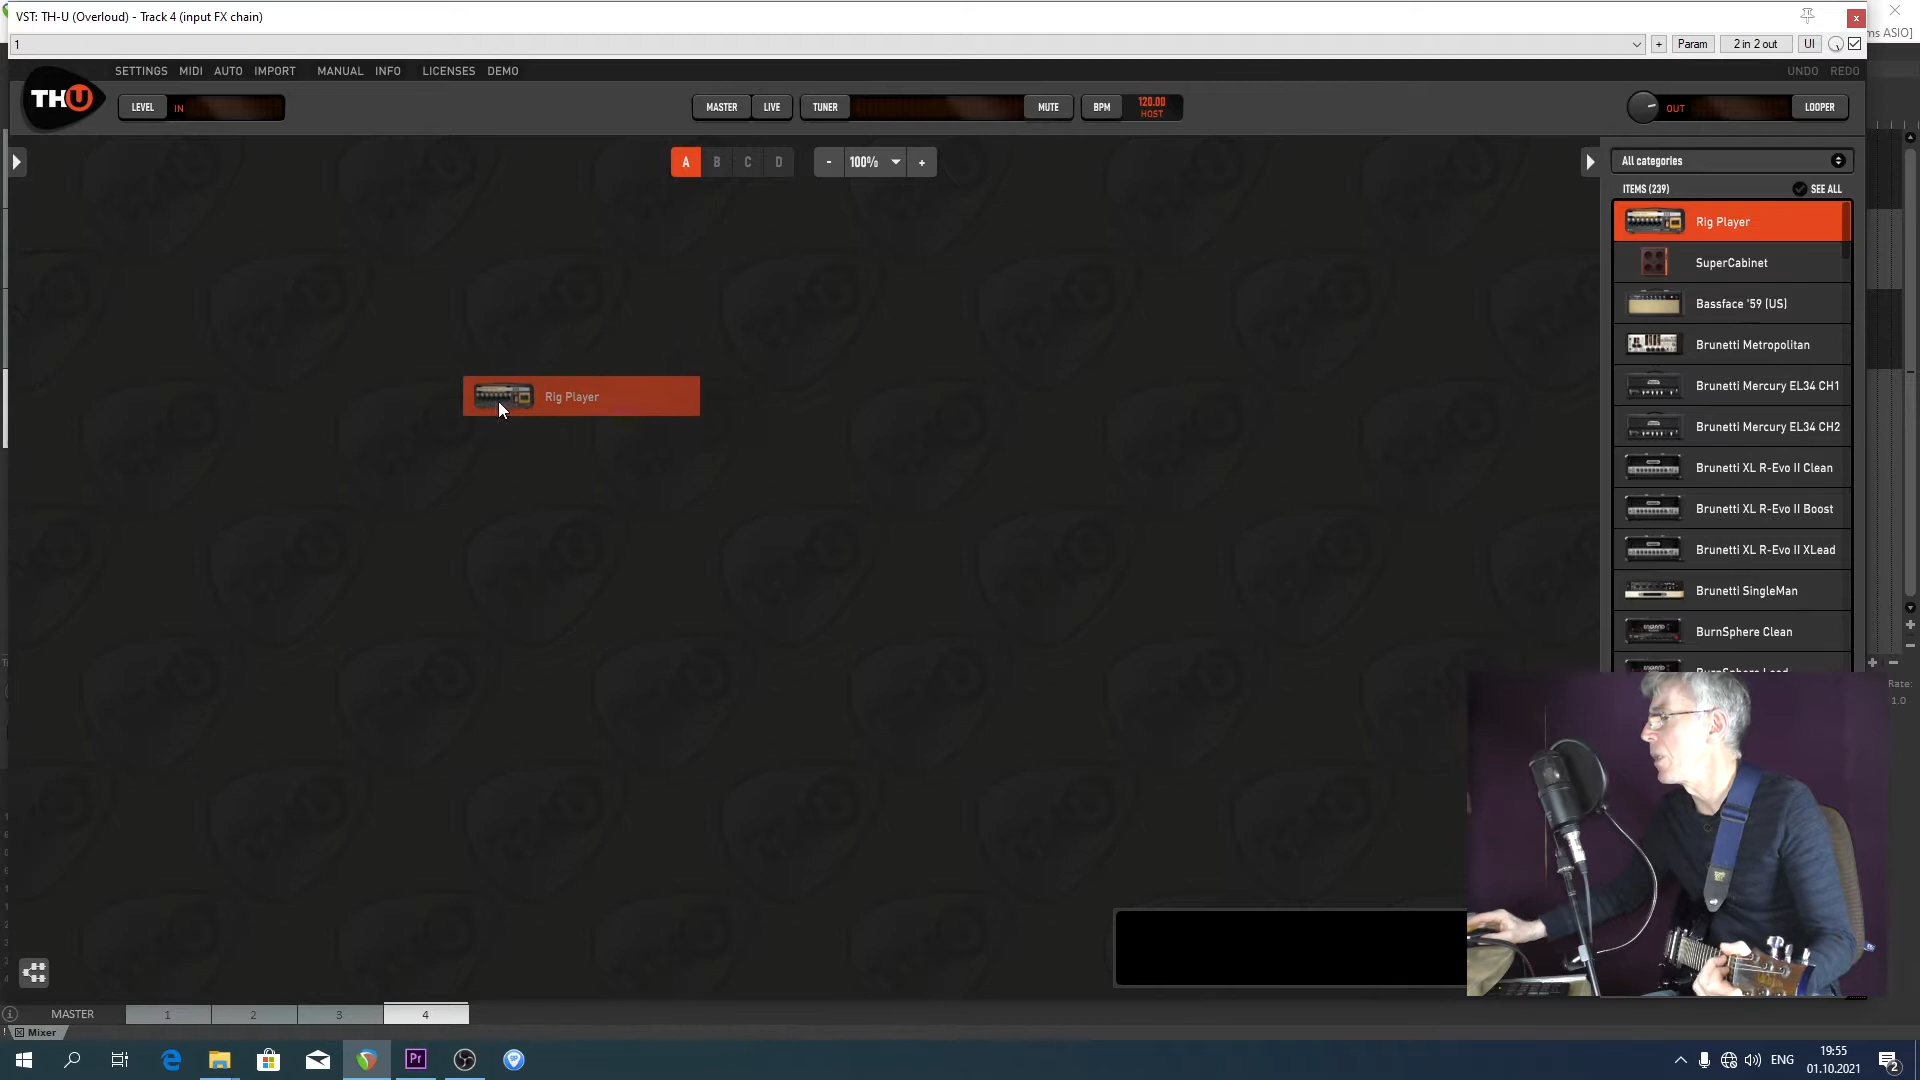 VST: TH-U (Overloud) - Track 4 (input FX chain)
ms ASIO]
1
+
Param
2 in 2 out
UI
SETTINGS MIDI AUTO IMPORT MANUAL INFO LICENSES DEMO
UNDO REDO
THU
LEVEL
IN
MASTER
LIVE
TUNER
MUTE
BPM
120.00
HOST
OUT
LOOPER
A B C D
- 100% +
All categories
ITEMS (239)
SEE ALL
Rig Player
SuperCabinet
Bassface '59 [US]
Brunetti Metropolitan
Brunetti Mercury EL34 CH1
Brunetti Mercury EL34 CH2
Brunetti XL R-Evo II Clean
Brunetti XL R-Evo II Boost
Brunetti XL R-Evo II XLead
Brunetti SingleMan
BurnSphere Clean
BurnSphere Lead
Rig Player
Rate:
1.0
MASTER
1
2
3
4
Mixer
Pr
ENG
19:55
01.10.2021
2